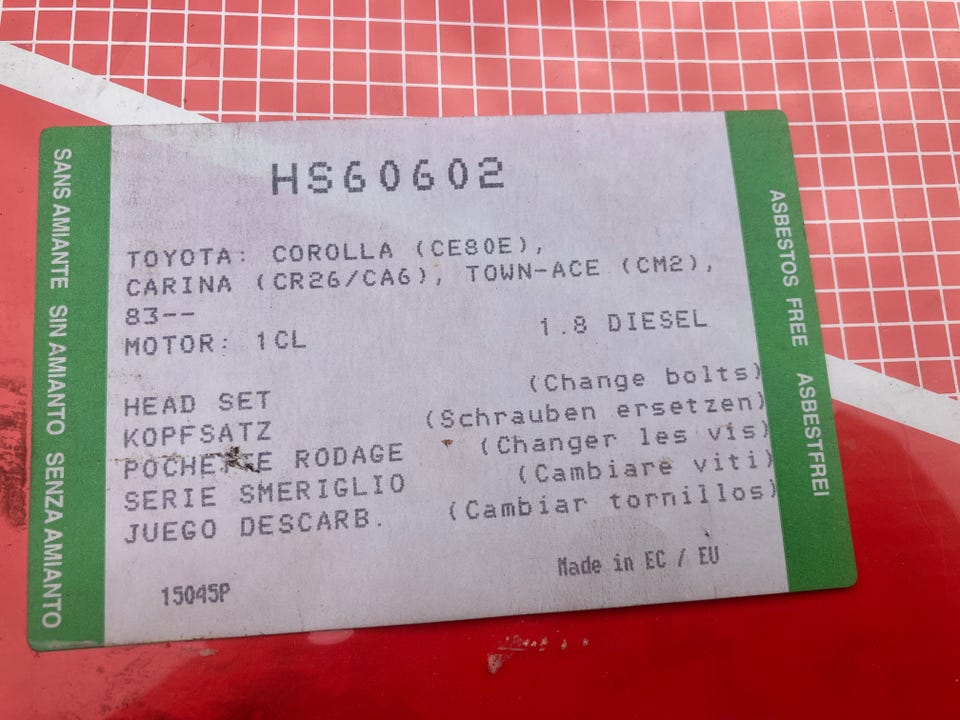 HS60602
TOYOTA: COROLLA (CE80E),
CARINA (CR26/CA6), TOWN-ACE (CM2),
83--
MOTOR: 1CL 1.8 DIESEL
HEAD SET (Change bolts)
KOPFSATZ (Schrauben ersetzen)
POCHETTE RODAGE (Changer les vis)
SERIE SMERIGLIO (Cambiare viti)
JUEGO DESCARB. (Cambiar tornillos)
15045P Made in EC / EU
SANS AMIANTE SIN AMIANTO SENZA AMIANTO
ASBESTOS FREE ASBESTFREI